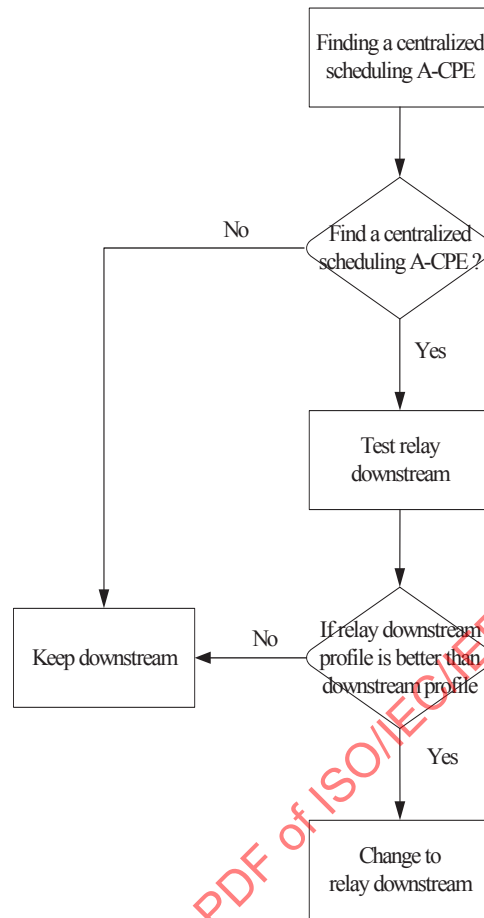 Finding a centralized
scheduling A-CPE
No
Find a centralized
scheduling A-CPE ?
Yes
Test relay
downstream
Keep downstream
No
If relay downstream
profile is better than
downstream profile
Yes
Change to
relay downstream
PDF of ISO/IEC/IEE